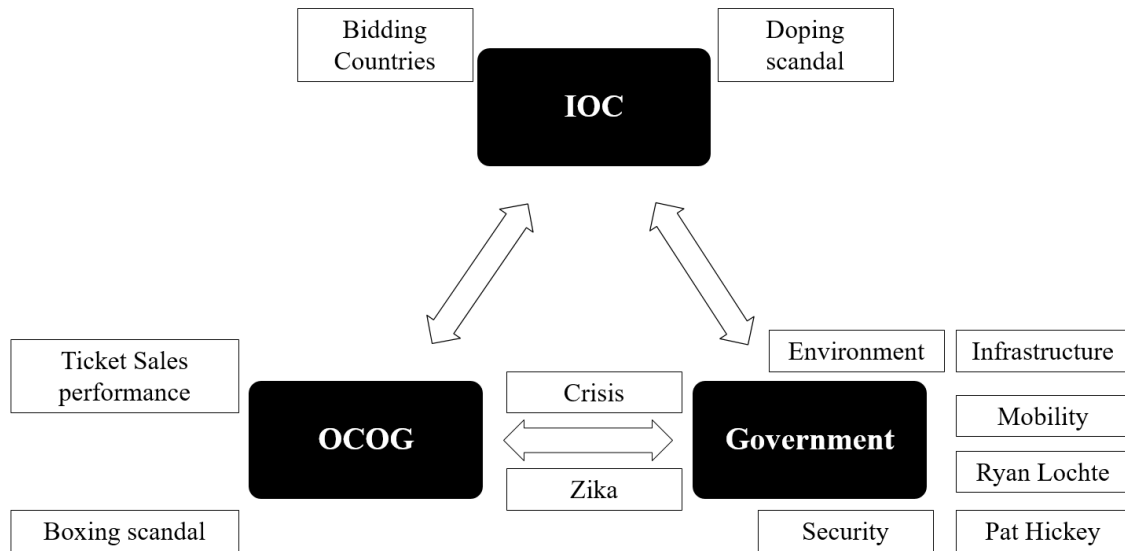 Bidding
Countries
Doping
scandal
IOC
Environment
Infrastructure
Ticket Sales
performance
Crisis
Mobility
OCOG
Government
Ryan Lochte
Zika
Boxing scandal
Security
Pat Hickey